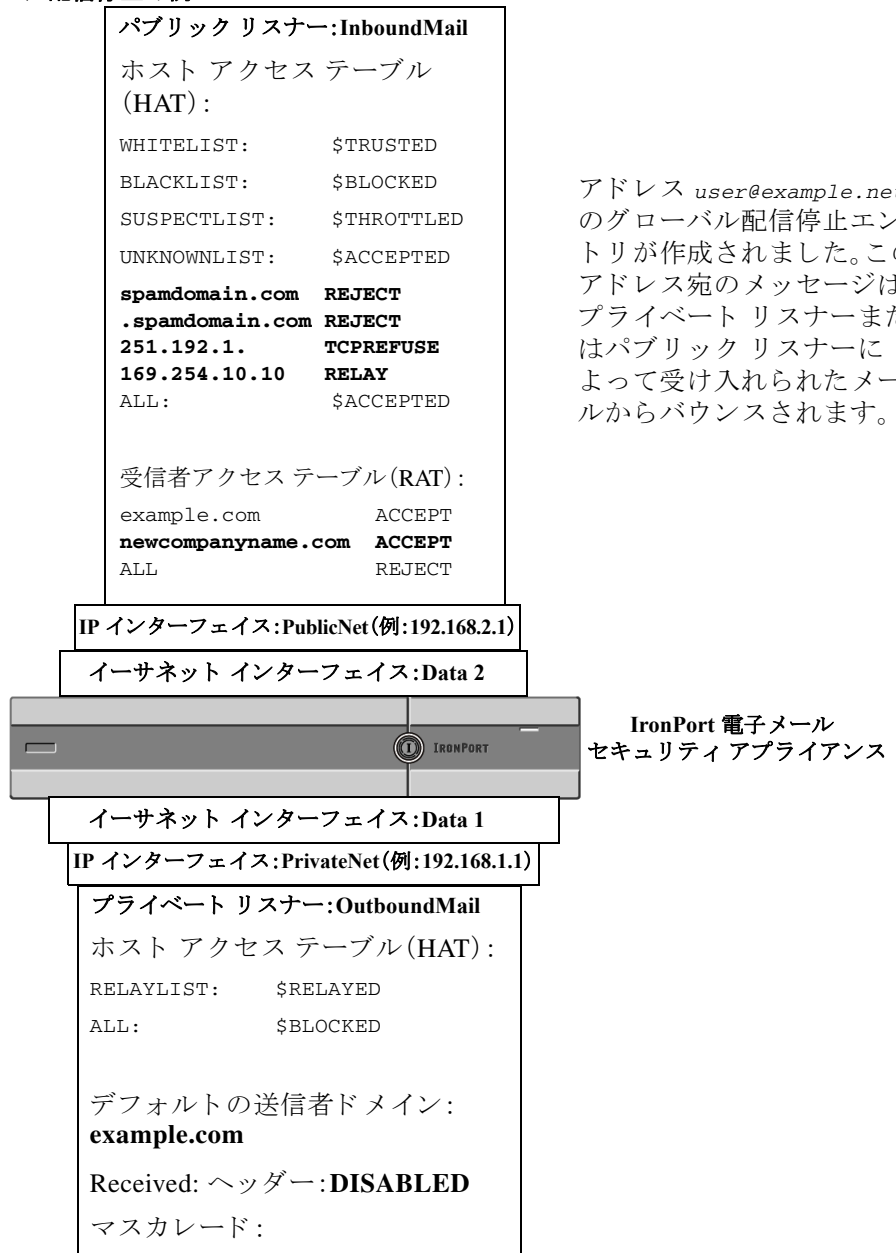 パブリック リスナー:InboundMail
ホスト アクセス テーブル
(HAT):
WHITELIST: $TRUSTED
BLACKLIST: $BLOCKED
SUSPECTLIST: $THROTTLED
UNKNOWNLIST: $ACCEPTED
spamdomain.com REJECT
.spamdomain.com REJECT
251.192.1. TCPREFUSE
169.254.10.10 RELAY
ALL: $ACCEPTED
受信者アクセス テーブル(RAT):
example.com ACCEPT
newcompanyname.com ACCEPT
ALL REJECT
アドレス user@example.net
のグローバル配信停止エン
トリが作成されました。この
アドレス宛のメッセージは
プライベート リスナーまた
はパブリック リスナーに
よって受け入れられたメー
ルからバウンスされます。
IP インターフェイス:PublicNet(例:192.168.2.1)
イーサネット インターフェイス:Data 2
IRONPORT
IronPort 電子メール
セキュリティ アプライアンス
イーサネット インターフェイス:Data 1
IP インターフェイス:PrivateNet(例:192.168.1.1)
プライベート リスナー:OutboundMail
ホスト アクセス テーブル(HAT):
RELAYLIST: $RELAYED
ALL: $BLOCKED
デフォルトの送信者ドメイン:
example.com
Received: ヘッダー:DISABLED
マスカレード: